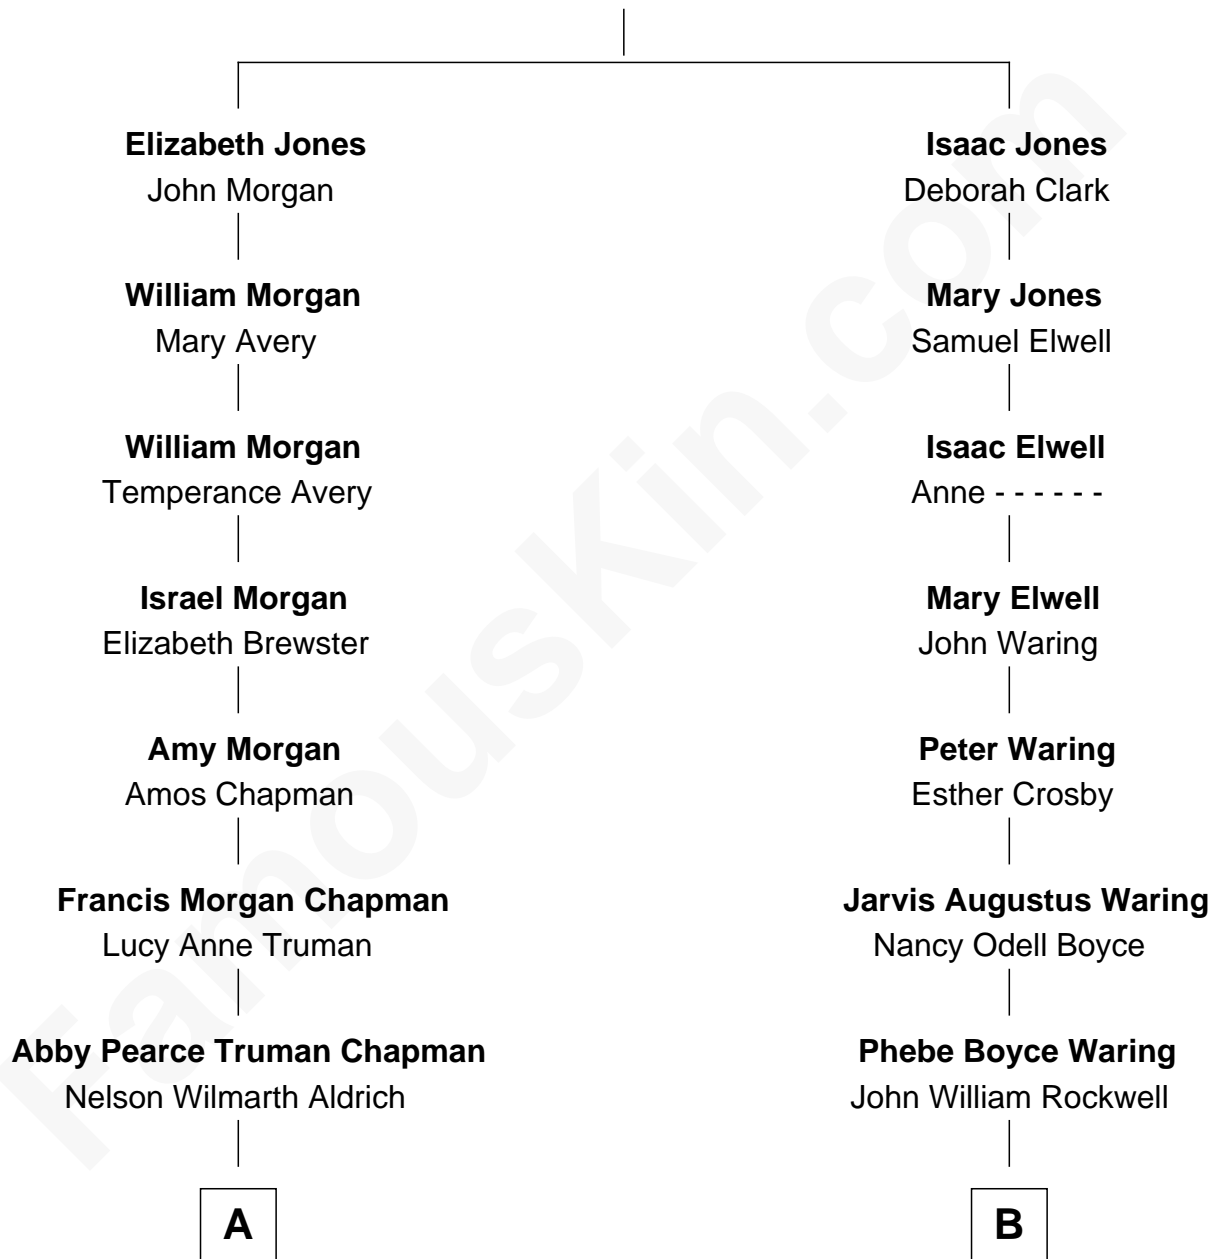 Elizabeth Jones
John Morgan
William Morgan
Mary Avery
William Morgan
Temperance Avery
Israel Morgan
Elizabeth Brewster
Amy Morgan
Amos Chapman
Francis Morgan Chapman
Lucy Anne Truman
Abby Pearce Truman Chapman
Nelson Wilmarth Aldrich
A
Isaac Jones
Deborah Clark
Mary Jones
Samuel Elwell
Isaac Elwell
Anne - - - - - -
Mary Elwell
John Waring
Peter Waring
Esther Crosby
Jarvis Augustus Waring
Nancy Odell Boyce
Phebe Boyce Waring
John William Rockwell
B
FamousKin.com